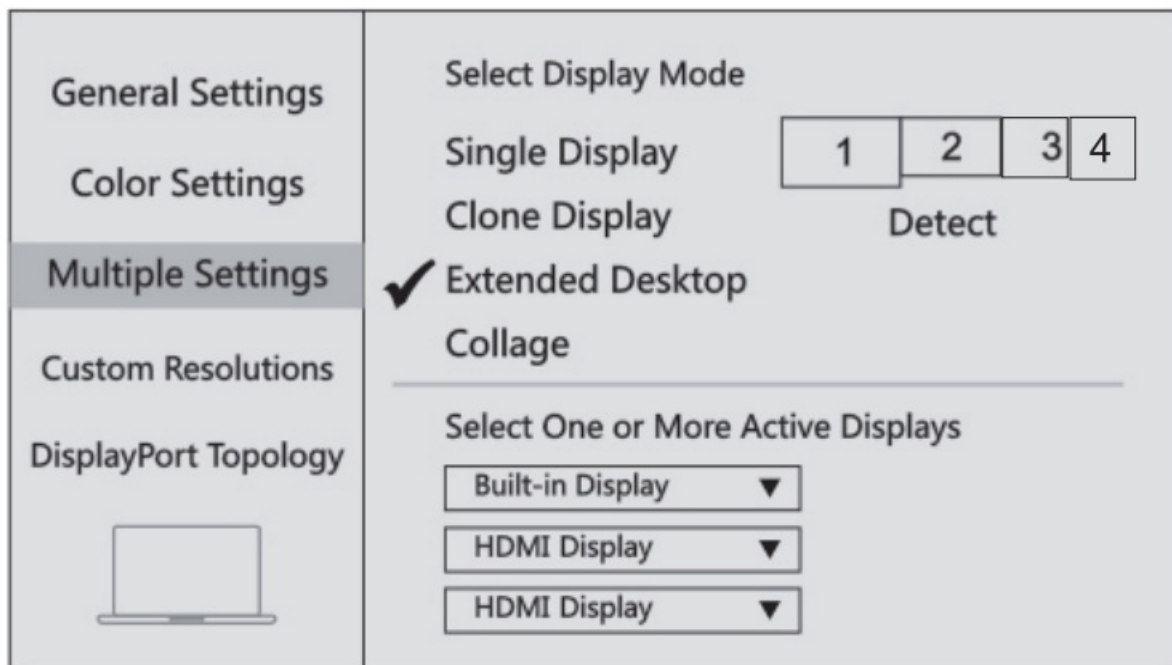 General Settings
Color Settings
Multiple Settings
Custom Resolutions
DisplayPort Topology
Select Display Mode
Single Display
Clone Display
Extended Desktop
Collage
1 2 3 4
Detect
Select One or More Active Displays
Built-in Display
HDMI Display
HDMI Display